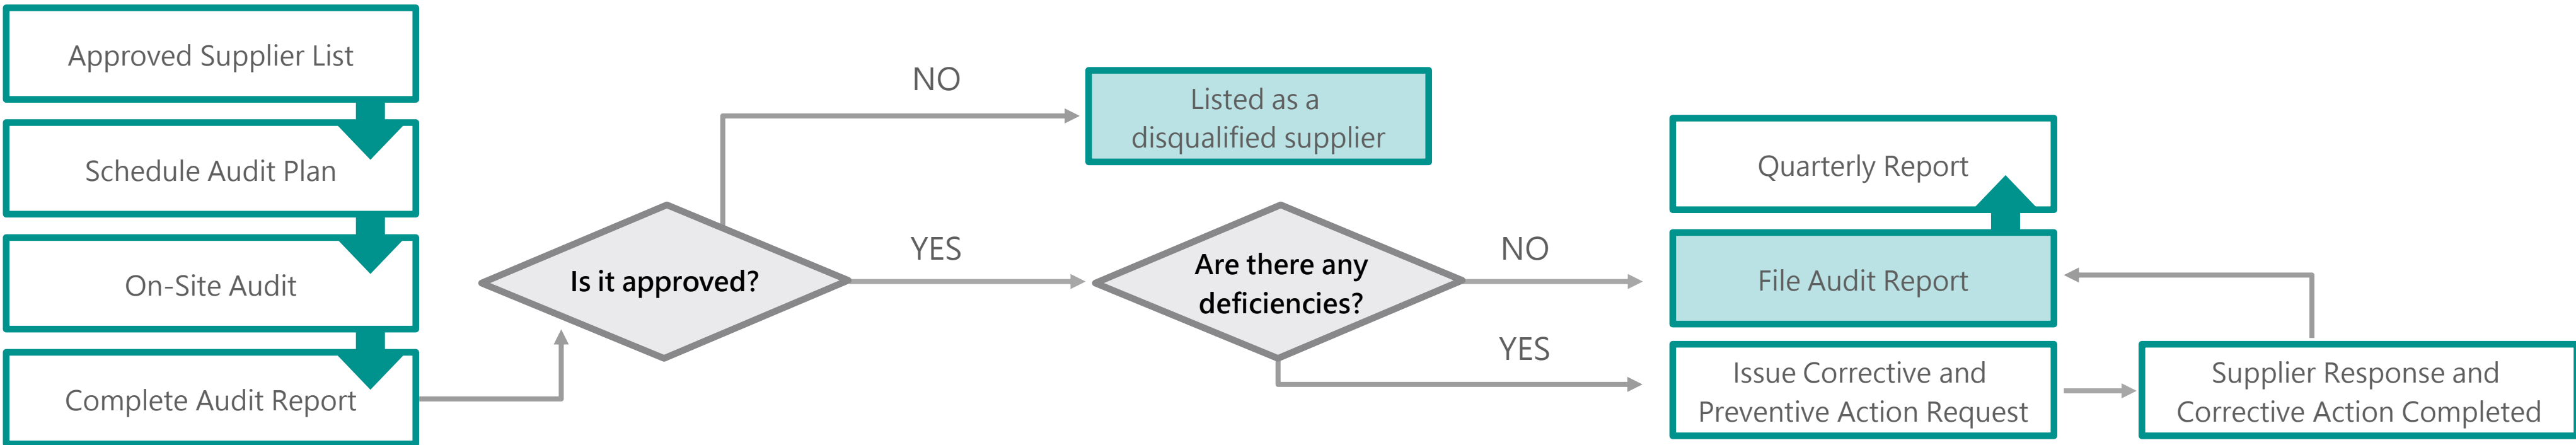 Approved Supplier List
Schedule Audit Plan
On-Site Audit
Complete Audit Report
Is it approved?
NO
Listed as a
disqualified supplier
YES
Are there any
deficiencies?
NO
YES
Quarterly Report
File Audit Report
Issue Corrective and
Preventive Action Request
Supplier Response and
Corrective Action Completed